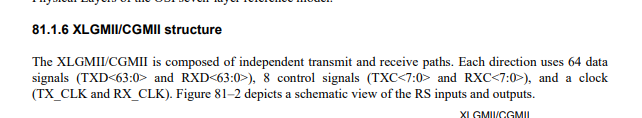 81.1.6 XLGMII/CGMII structure
The XLGMII/CGMII is composed of independent transmit and receive paths. Each direction uses 64 data
signals (TXD<63:0> and RXD<63:0>), 8 control signals (TXC<7:0> and RXC<7:0>), and a clock
(TX_CLK and RX_CLK). Figure 81–2 depicts a schematic view of the RS inputs and outputs.
XLGMII/CGMII